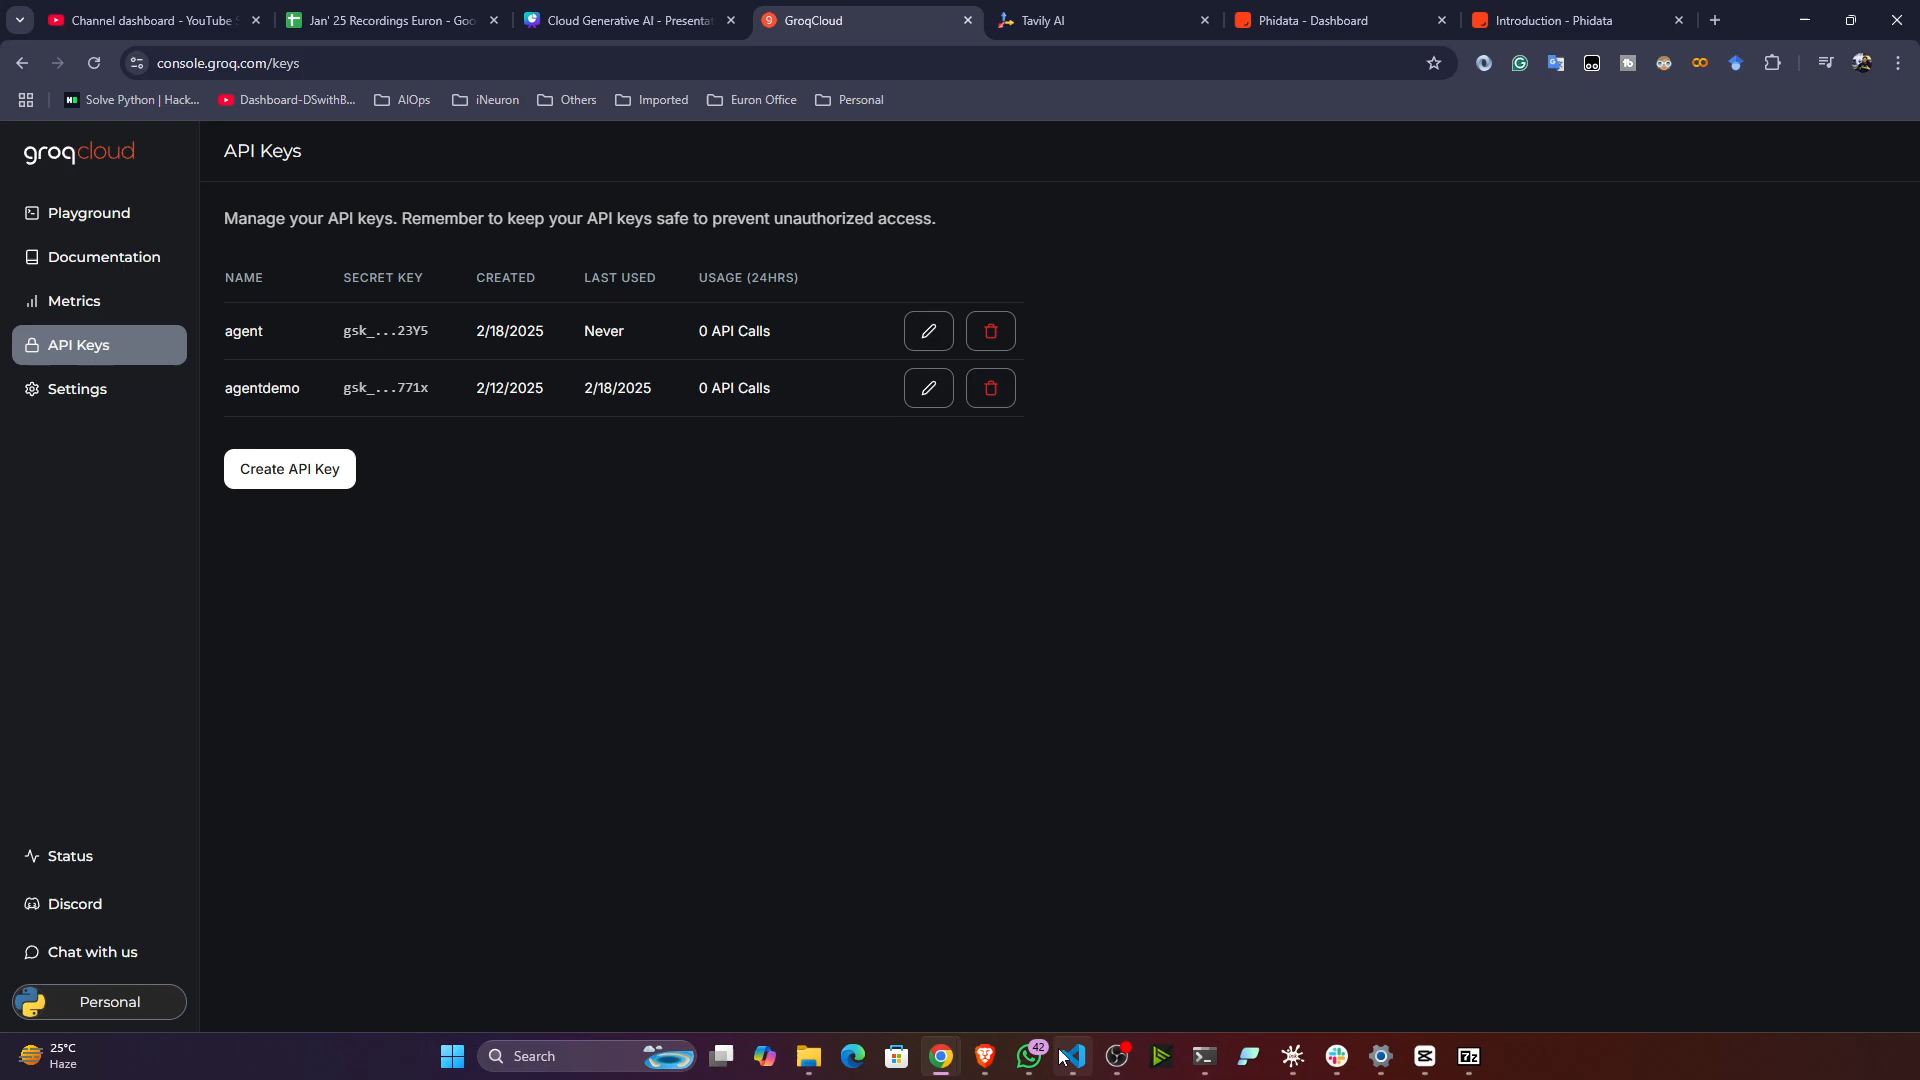 Channel dashboard - YouTube
Jan' 25 Recordings Euron - Goo
Cloud Generative AI - Presentat
GroqCloud
Tavily AI
Phidata - Dashboard
Introduction - Phidata
console.groq.com/keys
Solve Python | Hack...
Dashboard-DSwithB...
AIOps
iNeuron
Others
Imported
Euron Office
Personal
groqcloud
API Keys
Playground
Documentation
Metrics
API Keys
Settings
Manage your API keys. Remember to keep your API keys safe to prevent unauthorized access.
NAME SECRET KEY CREATED LAST USED USAGE (24HRS)
agent gsk_...23Y5 2/18/2025 Never 0 API Calls
agentdemo gsk_...771x 2/12/2025 2/18/2025 0 API Calls
Create API Key
Status
Discord
Chat with us
Personal
25°C
Haze
Search
42
7z